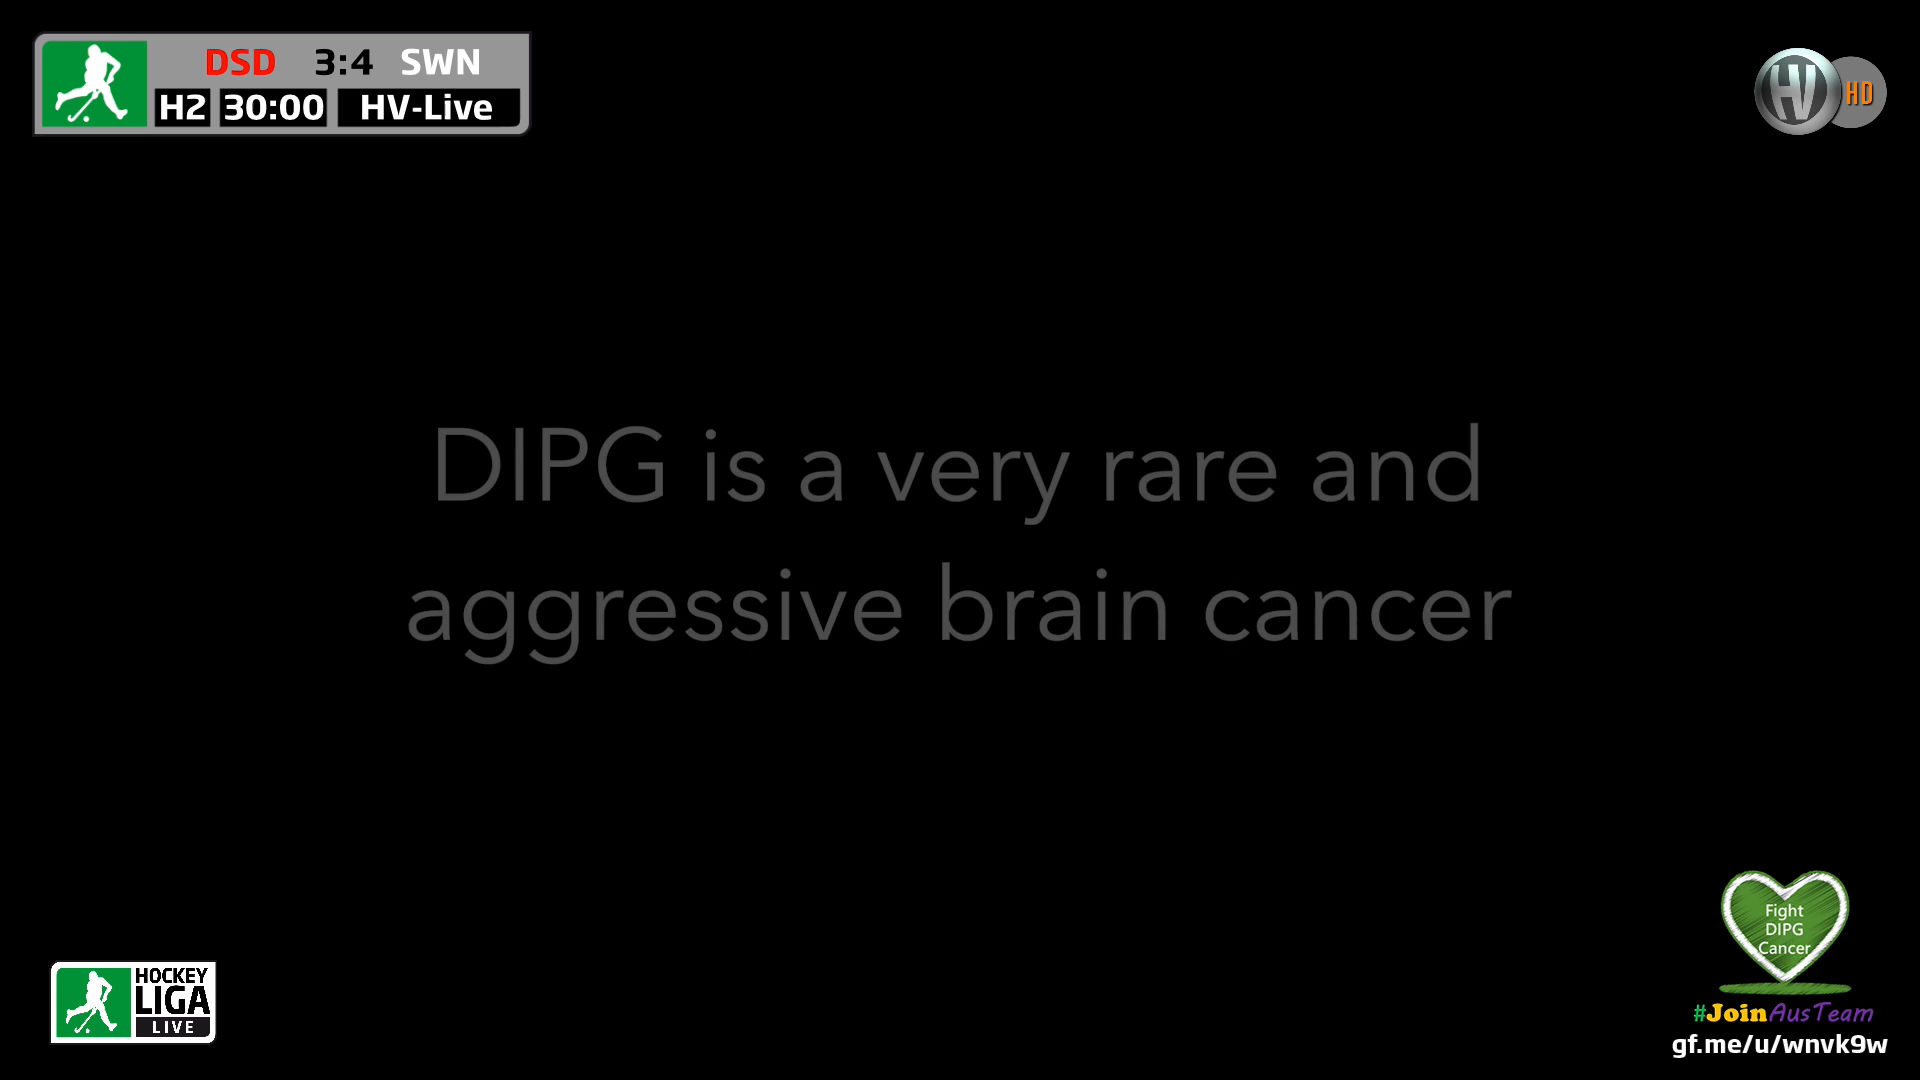 DSD 3:4 SWN
H2 30:00 HV-Live
HV HD
DIPG is a very rare and
aggressive brain cancer
Fight
DIPG
Cancer
#JoinAusTeam
gf.me/u/wnvk9w
HOCKEY
LIGA
LIVE